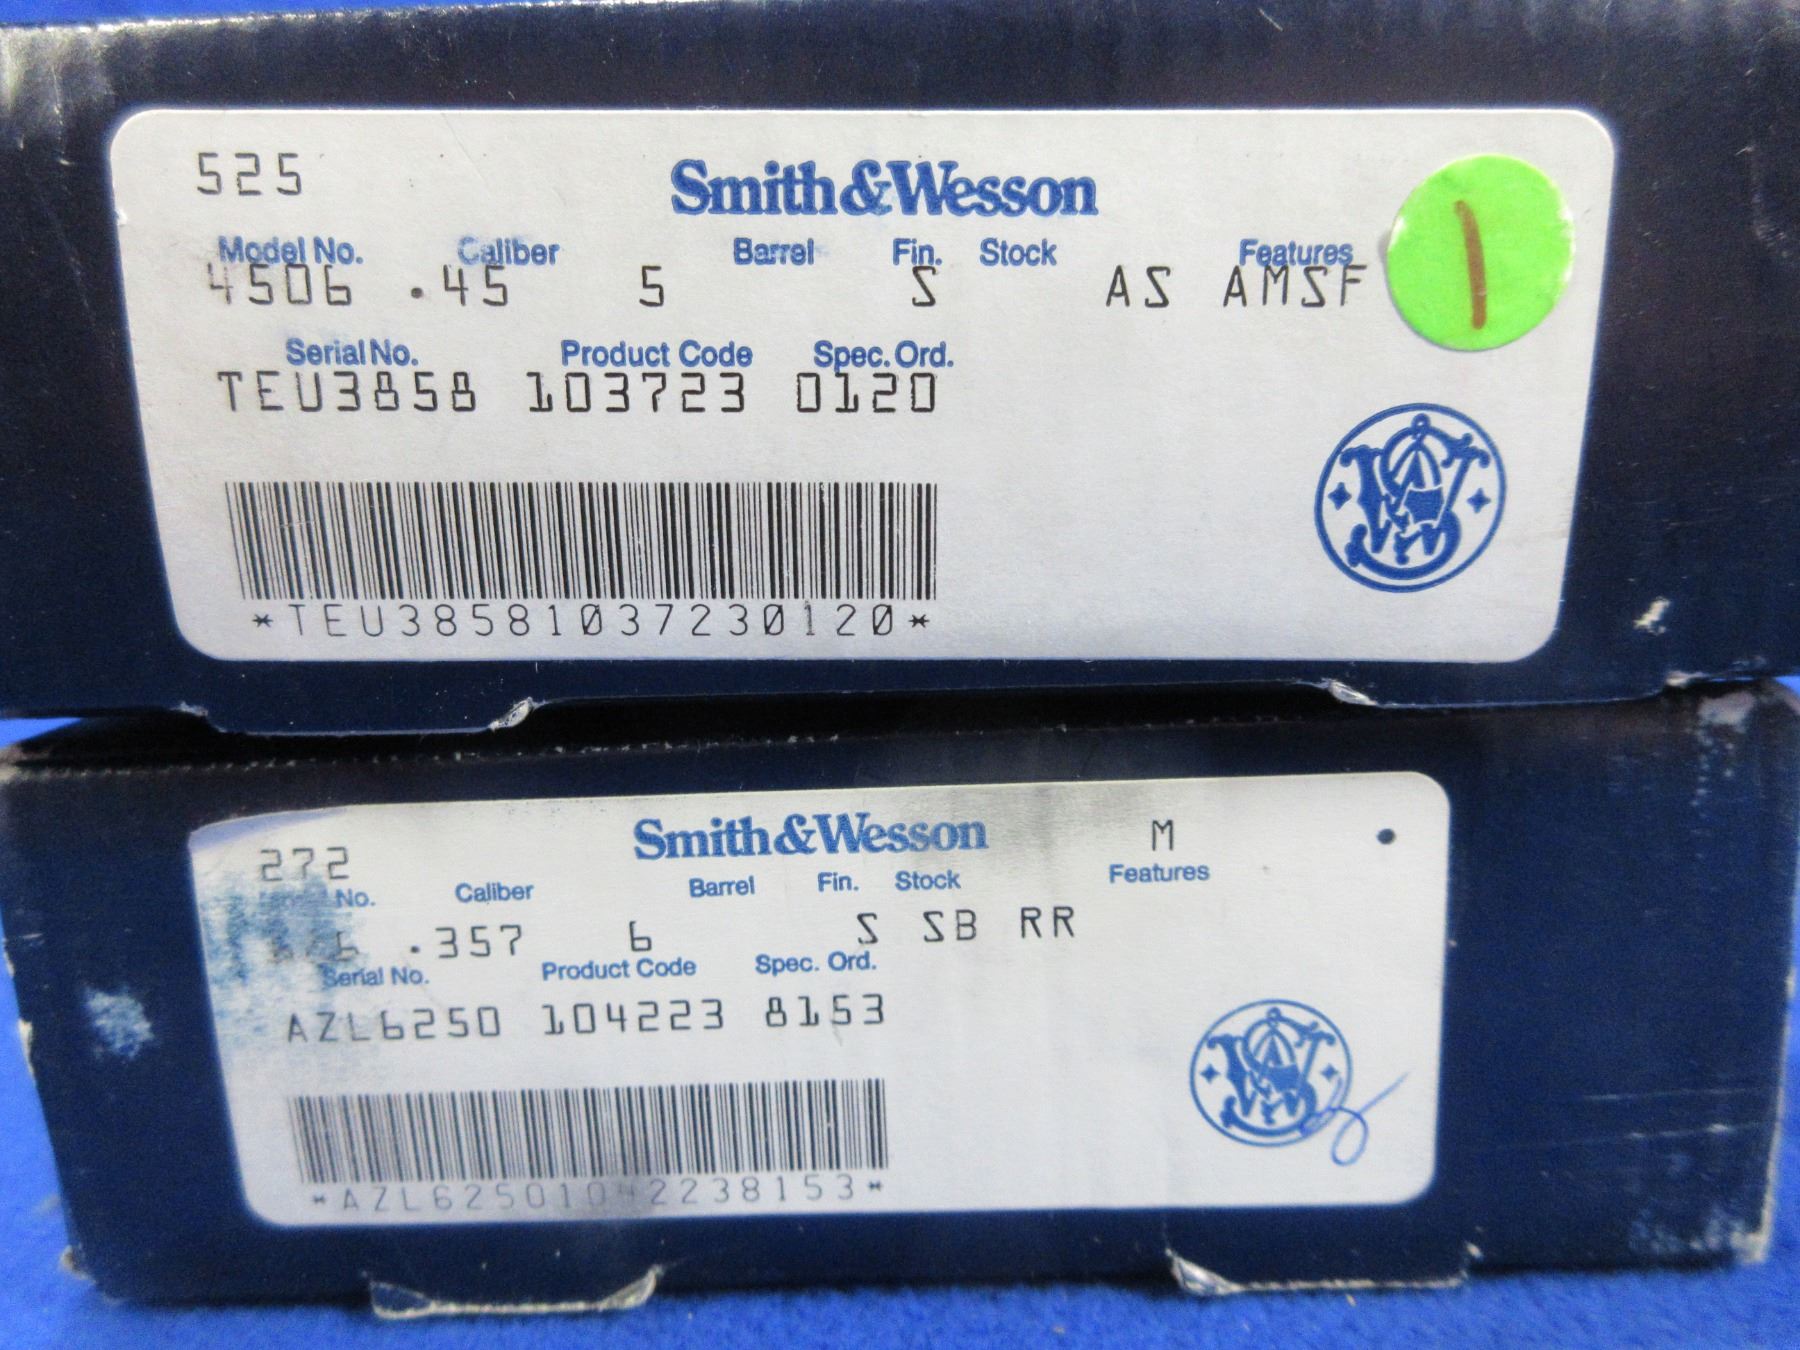 525
Smith&Wesson
1
Model No. Caliber Barrel Fin. Stock Features
4506 .45 5 S AS AMSF
Serial No. Product Code Spec. Ord.
TEU3858 103723 0120
*TEU38581037230120*
272
Smith&Wesson
M
No. Caliber Barrel Fin. Stock Features
.357 6 S SB RR
Serial No. Product Code Spec. Ord.
AZL6250 104223 8153
*AZL62501042238153*